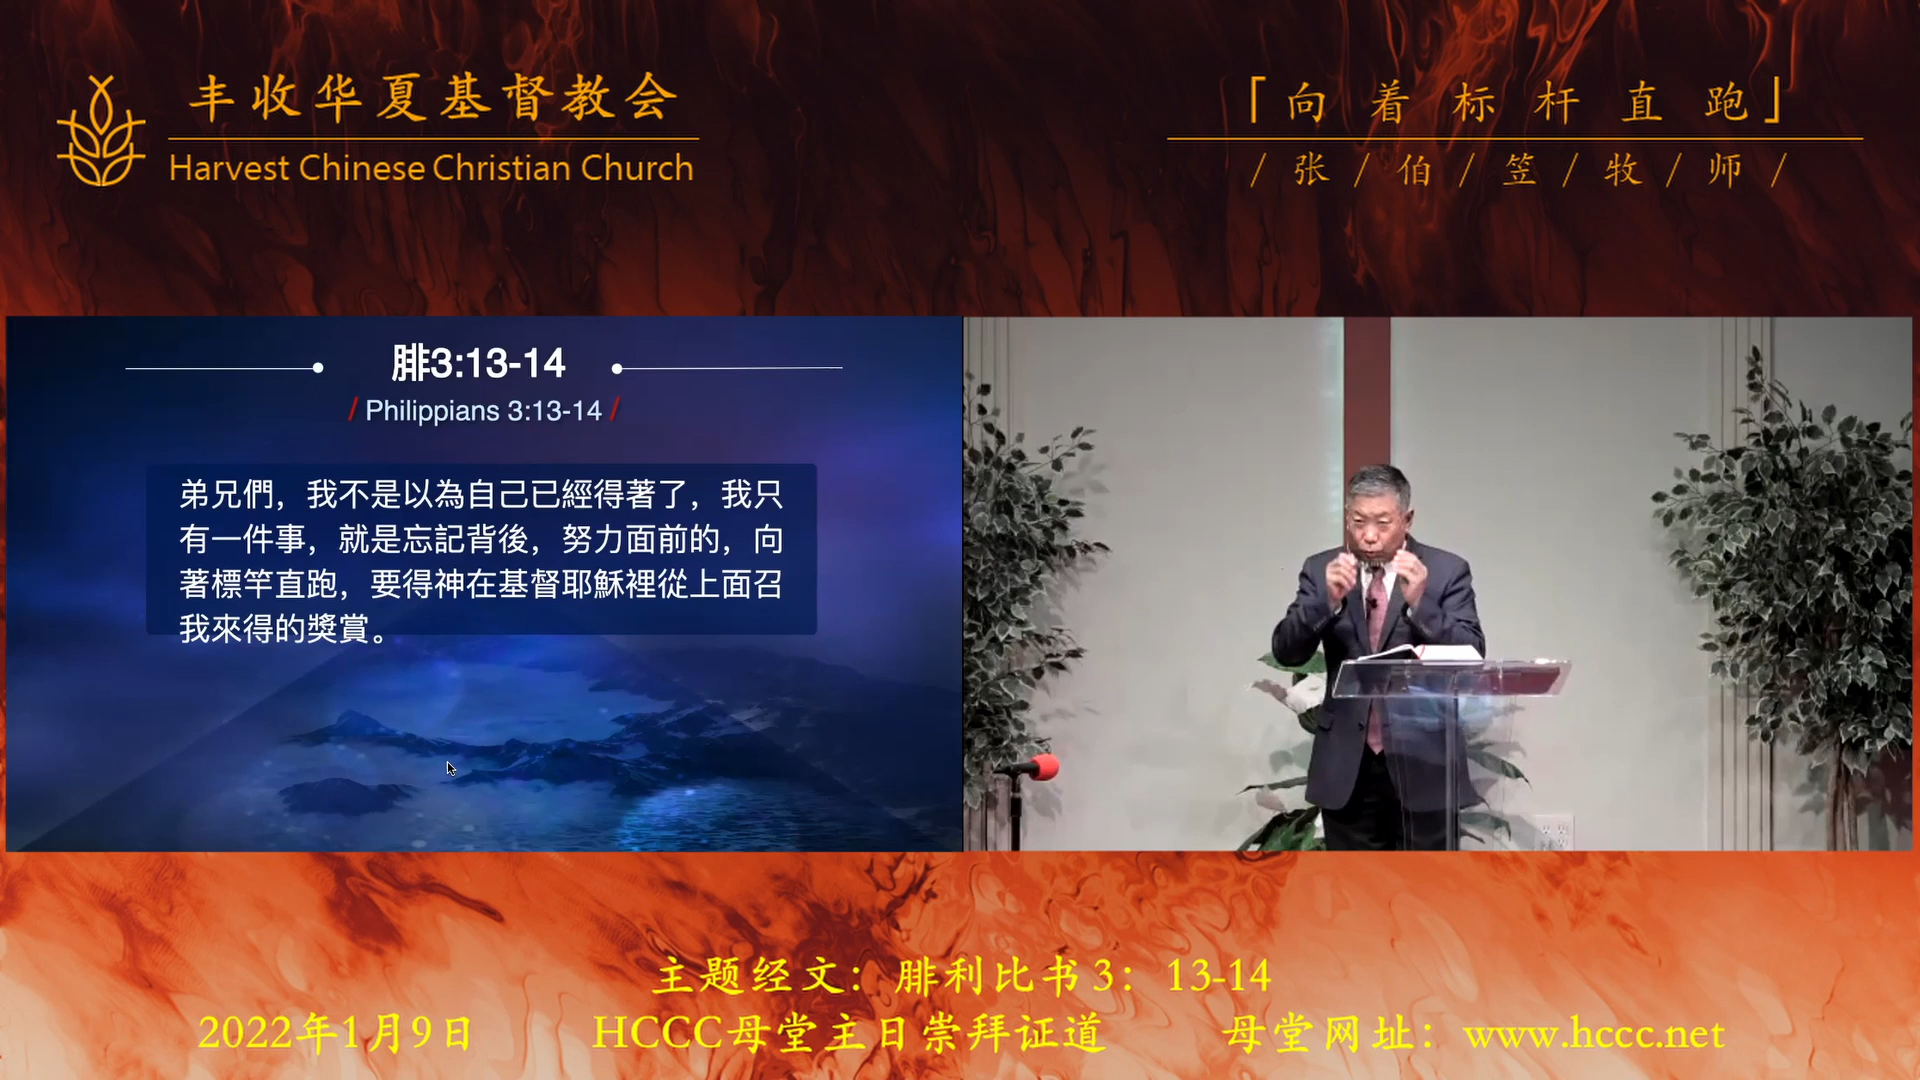 丰收华夏基督教会
Harvest Chinese Christian Church
「向着标杆直跑」
/ 张 / 伯 / 笠 / 牧 / 师 /
腓3:13-14
/ Philippians 3:13-14 /
弟兄們，我不是以為自己已經得著了，我只
有一件事，就是忘記背後，努力面前的，向
著標竿直跑，要得神在基督耶穌裡從上面召
我來得的獎賞。
主题经文：腓利比书 3：13-14
2022年1月9日 HCCC母堂主日崇拜证道 母堂网址：www.hccc.net